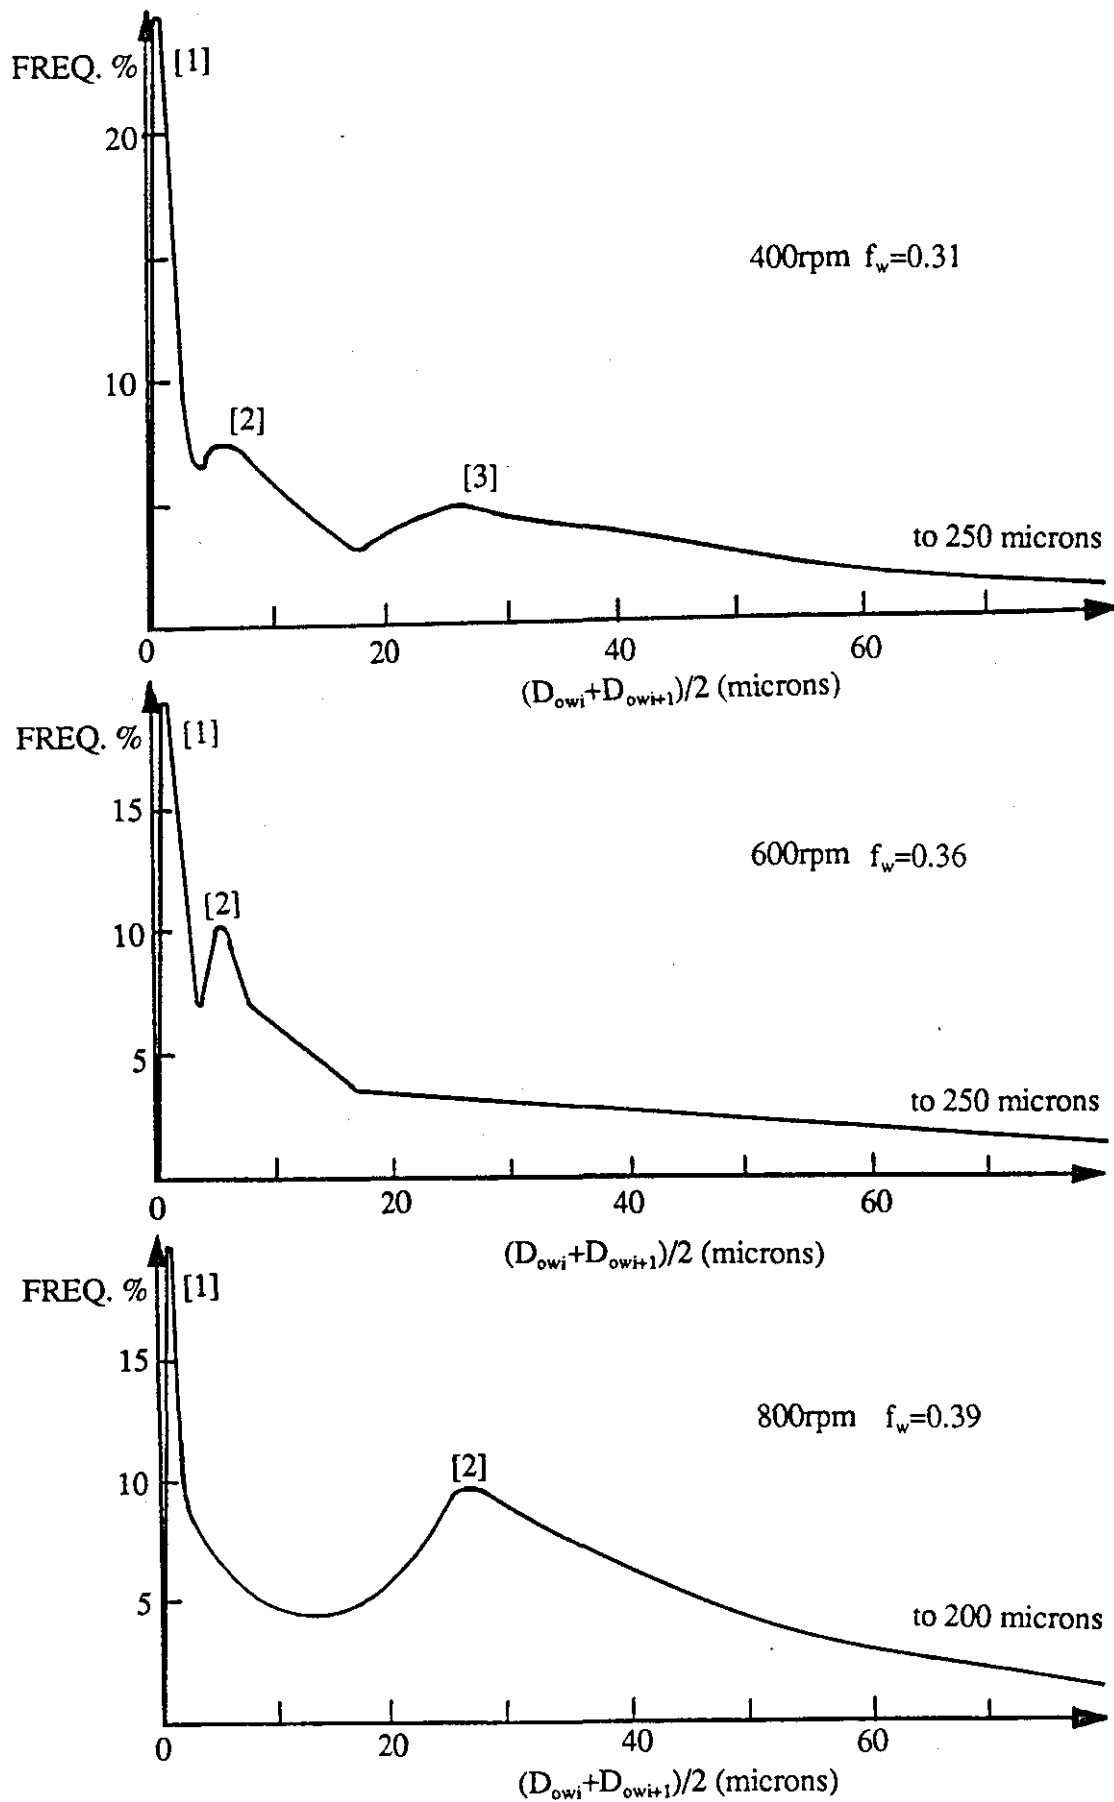 FREQ. % [1]
20
400rpm f_w=0.31
10
[2]
[3]
to 250 microns
0 20 40 60
(D_owi+D_owi+1)/2 (microns)
FREQ. % [1]
15
600rpm f_w=0.36
[2]
10
5
to 250 microns
0 20 40 60
(D_owi+D_owi+1)/2 (microns)
FREQ. % [1]
15
800rpm f_w=0.39
[2]
10
5
to 200 microns
0 20 40 60
(D_owi+D_owi+1)/2 (microns)